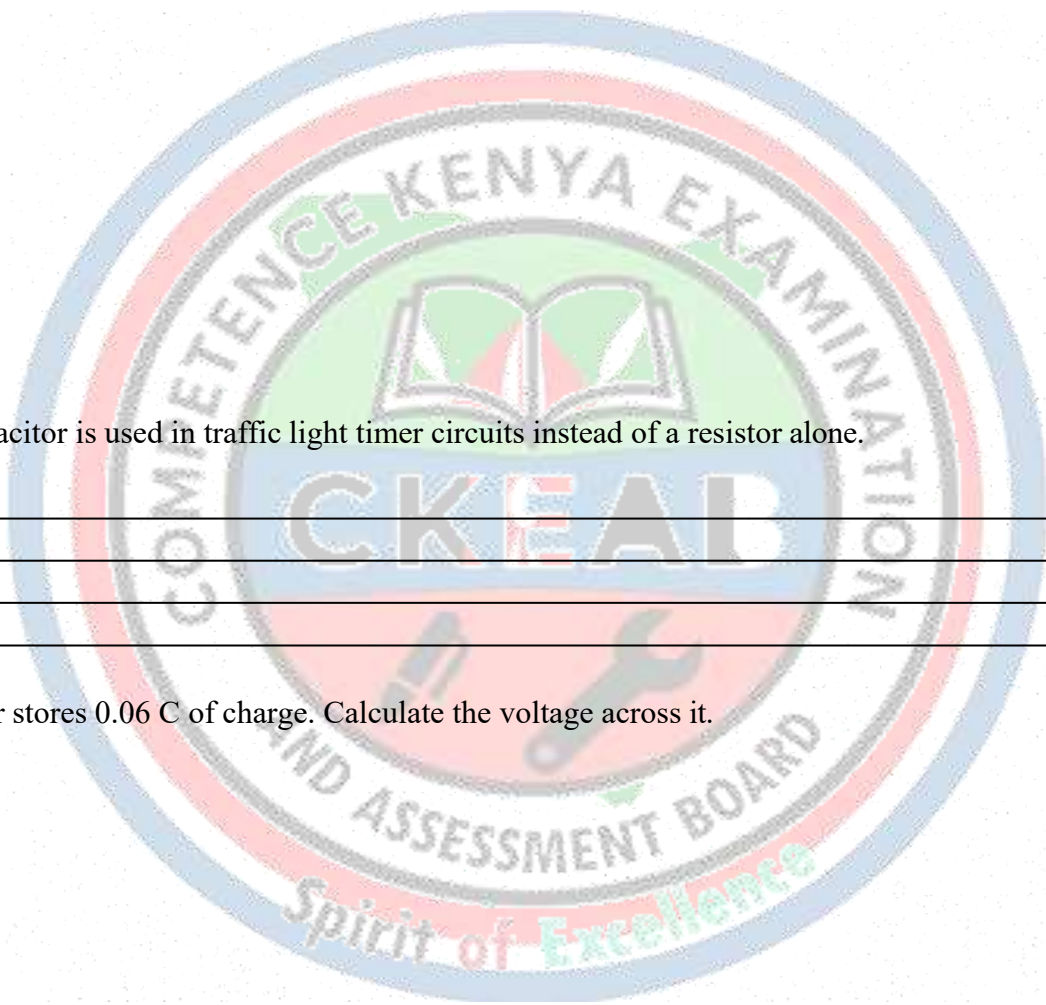 COMPETENCE KENYA EXAMINATION
acitor is used in traffic light timer circuits instead of a resistor alone.
CKEAB
r stores 0.06 C of charge. Calculate the voltage across it.
AND ASSESSMENT BOARD
Spirit of Excellence